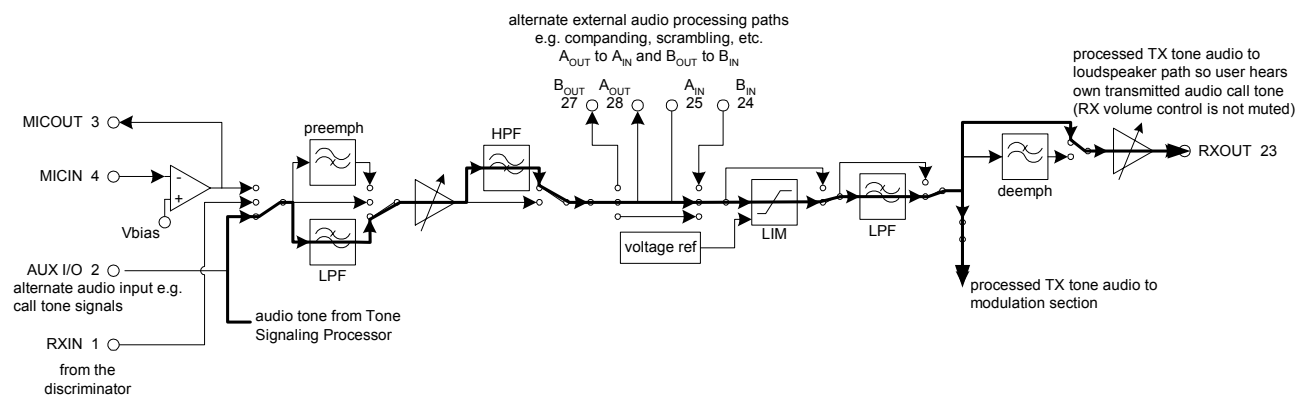 alternate external audio processing paths
e.g. companding, scrambling, etc.
AOUT to AIN and BOUT to BIN
BOUT AOUT AIN BIN
27 28 25 24
processed TX tone audio to
loudspeaker path so user hears
own transmitted audio call tone
(RX volume control is not muted)
MICOUT 3
preemph
HPF
MICIN 4
-
+
Vbias
LPF
voltage ref
LIM
LPF
deemph
RXOUT 23
AUX I/O 2
alternate audio input e.g.
call tone signals
audio tone from Tone
Signaling Processor
processed TX tone audio to
modulation section
RXIN 1
from the
discriminator